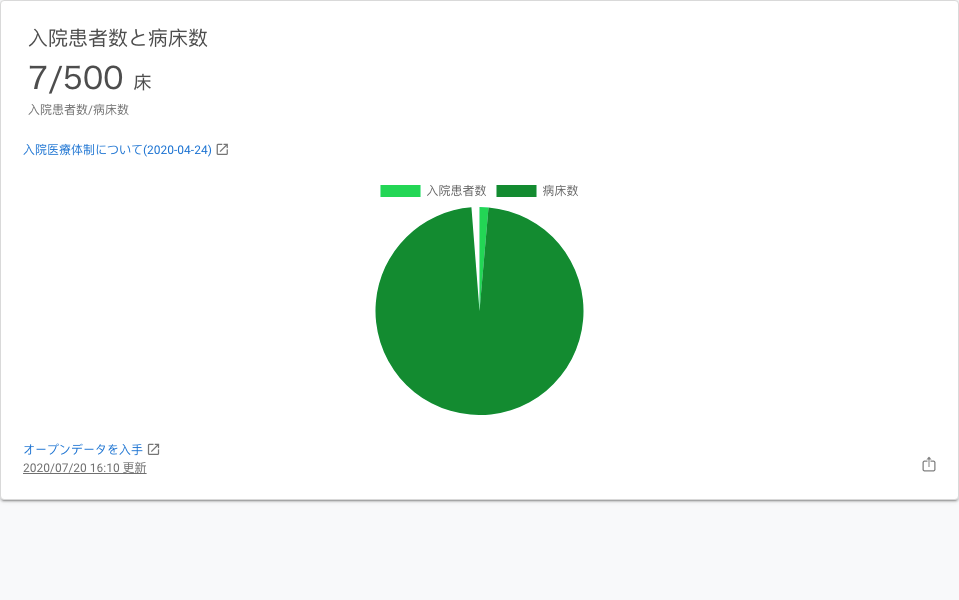 入院患者数と病床数
7/500 床
入院患者数/病床数
入院医療体制について(2020-04-24)
入院患者数 病床数
オープンデータを入手
2020/07/20 16:10 更新